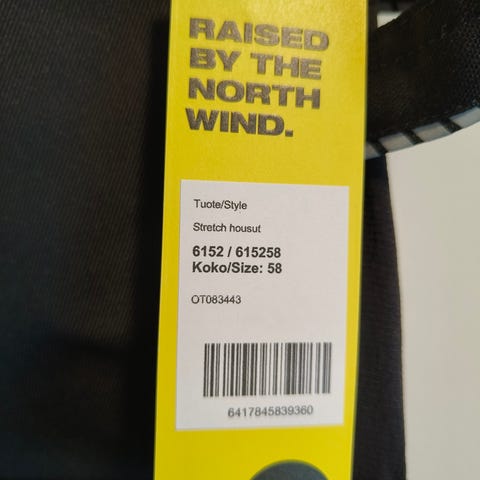 RAISED
BY THE
NORTH
WIND.
Tuote/Style
Stretch housut
6152 / 615258
Koko/Size: 58
OT083443
6417845839360